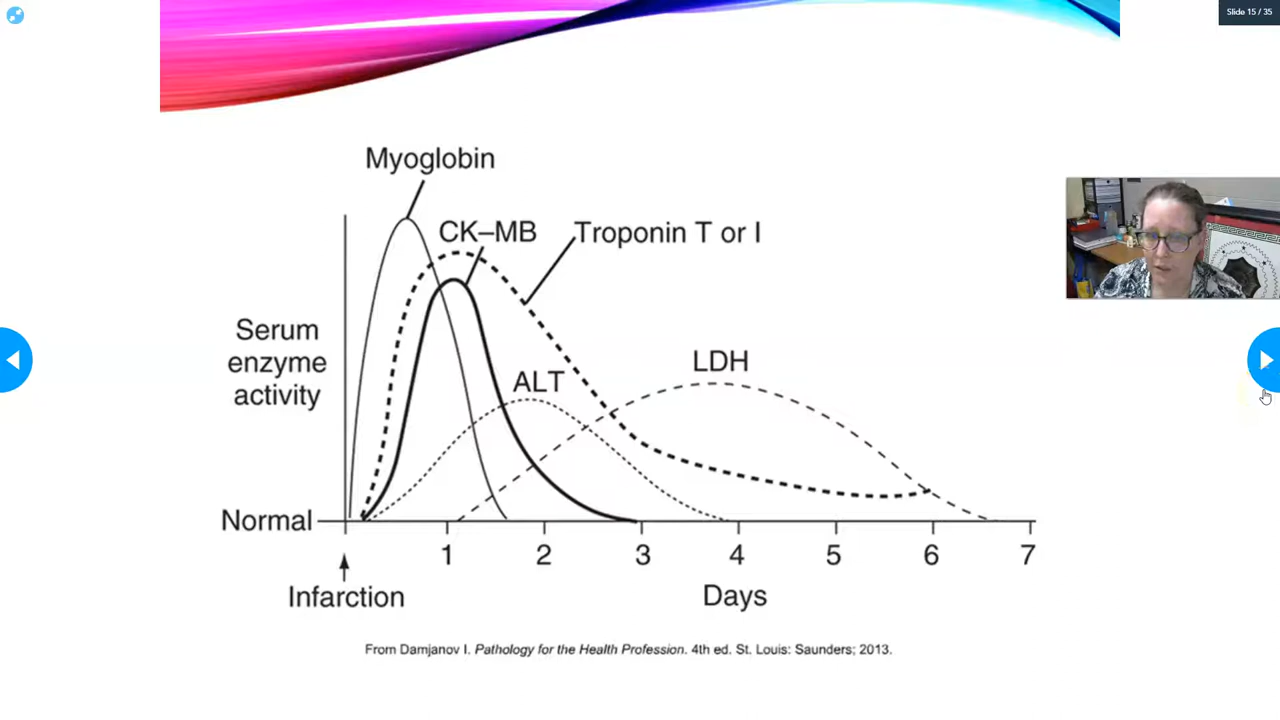 Slide 15 / 35
Myoglobin
CK–MB
Troponin T or I
Serum
enzyme
activity
ALT
LDH
Normal
1 2 3 4 5 6 7
Infarction
Days
From Damjanov I. Pathology for the Health Profession. 4th ed. St. Louis: Saunders; 2013.